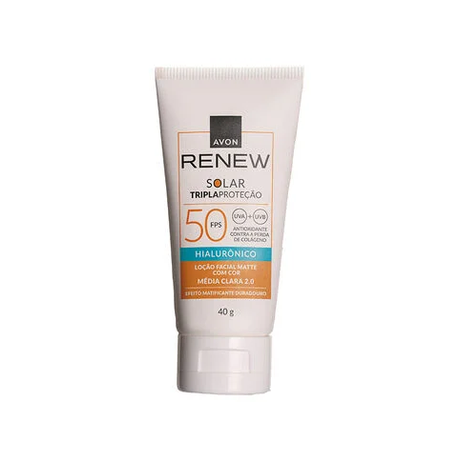 AVON
RENEW
SOLAR
TRIPLAPROTEÇÃO
50 FPS
UVA + UVB
ANTIOXIDANTE
CONTRA A PERDA
DE COLÁGENO
HIALURÔNICO
LOÇÃO FACIAL MATTE
COM COR
MÉDIA CLARA 2.0
EFEITO MATIFICANTE DURADOURO
40 g